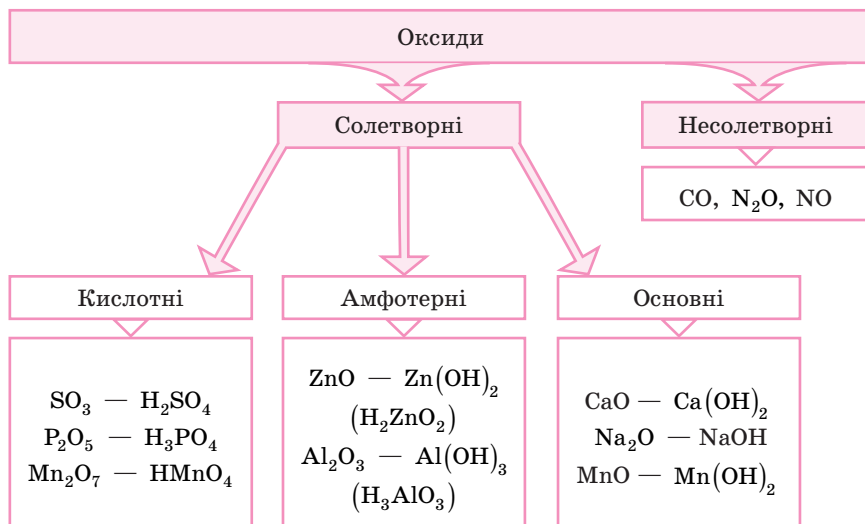 Оксиди
Солетворні
Несолетворні
CO, N₂O, NO
Кислотні
Амфотерні
Основні
SO₃ — H₂SO₄
P₂O₅ — H₃PO₄
Mn₂O₇ — HMnO₄
ZnO — Zn(OH)₂
(H₂ZnO₂)
Al₂O₃ — Al(OH)₃
(H₃AlO₃)
CaO — Ca(OH)₂
Na₂O — NaOH
MnO — Mn(OH)₂